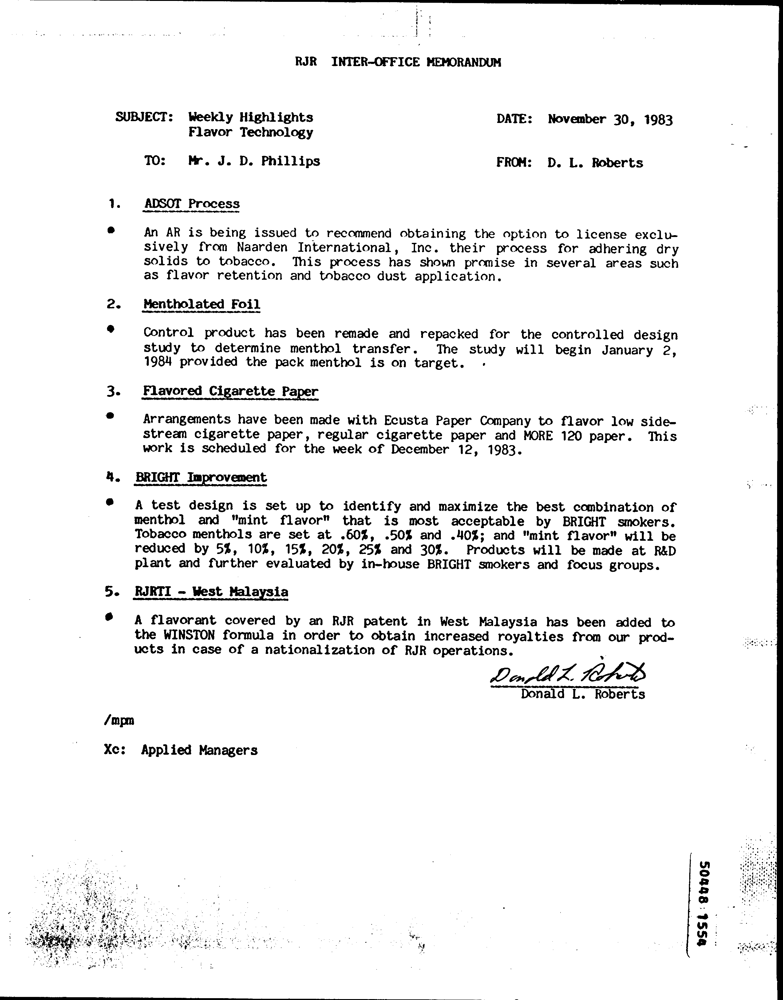 RJR INTER-OFFICE MEMORANDUM
SUBJECT: Weekly Highlights
Flavor Technology
DATE: November 30, 1983
TO: Mr. J. D. Phillips
FROM: D. L. Roberts
1. ADSOT Process
• An AR is being issued to recommend obtaining the option to license exclu-
sively from Naarden International, Inc. their process for adhering dry
solids to tobacco. This process has shown promise in several areas such
as flavor retention and tobacco dust application.
2. Mentholated Foil
• Control product has been remade and repacked for the controlled design
study to determine menthol transfer. The study will begin January 2,
1984 provided the pack menthol is on target.
3. Flavored Cigarette Paper
• Arrangements have been made with Ecusta Paper Company to flavor low side-
stream cigarette paper, regular cigarette paper and MORE 120 paper. This
work is scheduled for the week of December 12, 1983.
4. BRIGHT Improvement
• A test design is set up to identify and maximize the best combination of
menthol and "mint flavor" that is most acceptable by BRIGHT smokers.
Tobacco menthols are set at .60%, .50% and .40%; and "mint flavor" will be
reduced by 5%, 10%, 15%, 20%, 25% and 30%. Products will be made at R&D
plant and further evaluated by in-house BRIGHT smokers and focus groups.
5. RJRTI - West Malaysia
• A flavorant covered by an RJR patent in West Malaysia has been added to
the WINSTON formula in order to obtain increased royalties from our prod-
ucts in case of a nationalization of RJR operations.
Donald L. Roberts
Donald L. Roberts
/mpm
Xc: Applied Managers
50448 1554